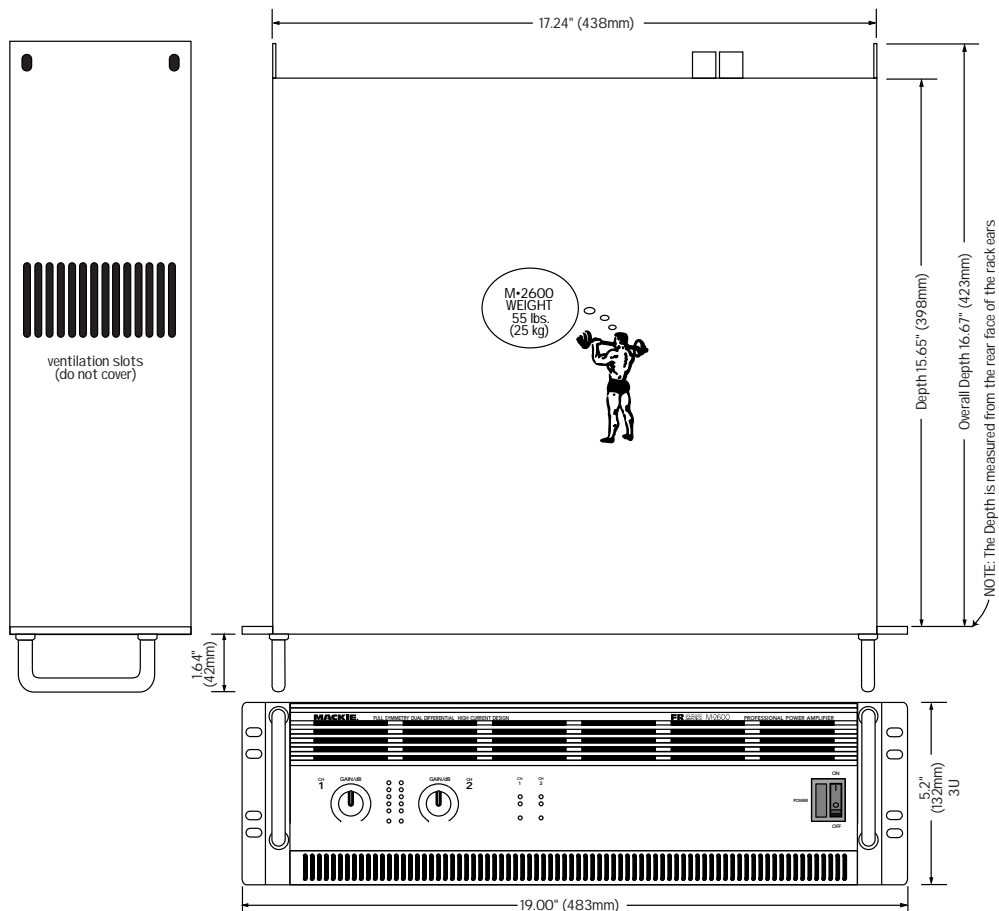 17.24" (438mm)
M•2600
WEIGHT
55 lbs.
(25 kg)
ventilation slots
(do not cover)
Depth 15.65" (398mm)
Overall Depth 16.67" (423mm)
NOTE: The Depth is measured from the rear face of the rack ears
1.64"
(42mm)
MACKIE. FULL SYMMETRY DUAL DIFFERENTIAL HIGH CURRENT DESIGN FR SERIES M•2600 PROFESSIONAL POWER AMPLIFIER
CH
1
GAIN/dB
GAIN/dB
CH
2
CH
1
CH
2
ON
POWER
OFF
5.2"
(132mm)
3U
19.00" (483mm)